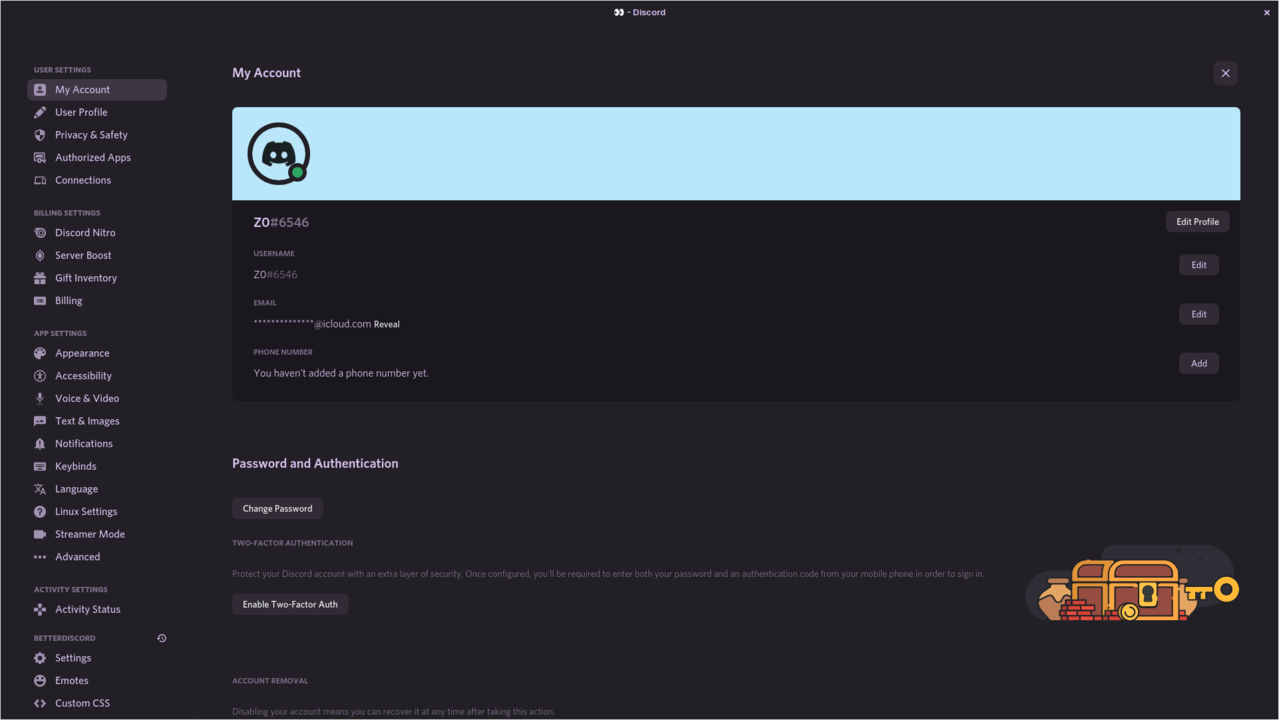 👀 - Discord
USER SETTINGS
My Account
User Profile
Privacy & Safety
Authorized Apps
Connections
BILLING SETTINGS
Discord Nitro
Server Boost
Gift Inventory
Billing
APP SETTINGS
Appearance
Accessibility
Voice & Video
Text & Images
Notifications
Keybinds
Language
Linux Settings
Streamer Mode
Advanced
ACTIVITY SETTINGS
Activity Status
BETTERDISCORD
Settings
Emotes
Custom CSS
My Account
Z0#6546
Edit Profile
USERNAME
Z0#6546
Edit
EMAIL
**************@icloud.com Reveal
Edit
PHONE NUMBER
You haven't added a phone number yet.
Add
Password and Authentication
Change Password
TWO-FACTOR AUTHENTICATION
Protect your Discord account with an extra layer of security. Once configured, you'll be required to enter both your password and an authentication code from your mobile phone in order to sign in.
Enable Two-Factor Auth
ACCOUNT REMOVAL
Disabling your account means you can recover it at any time after taking this action.